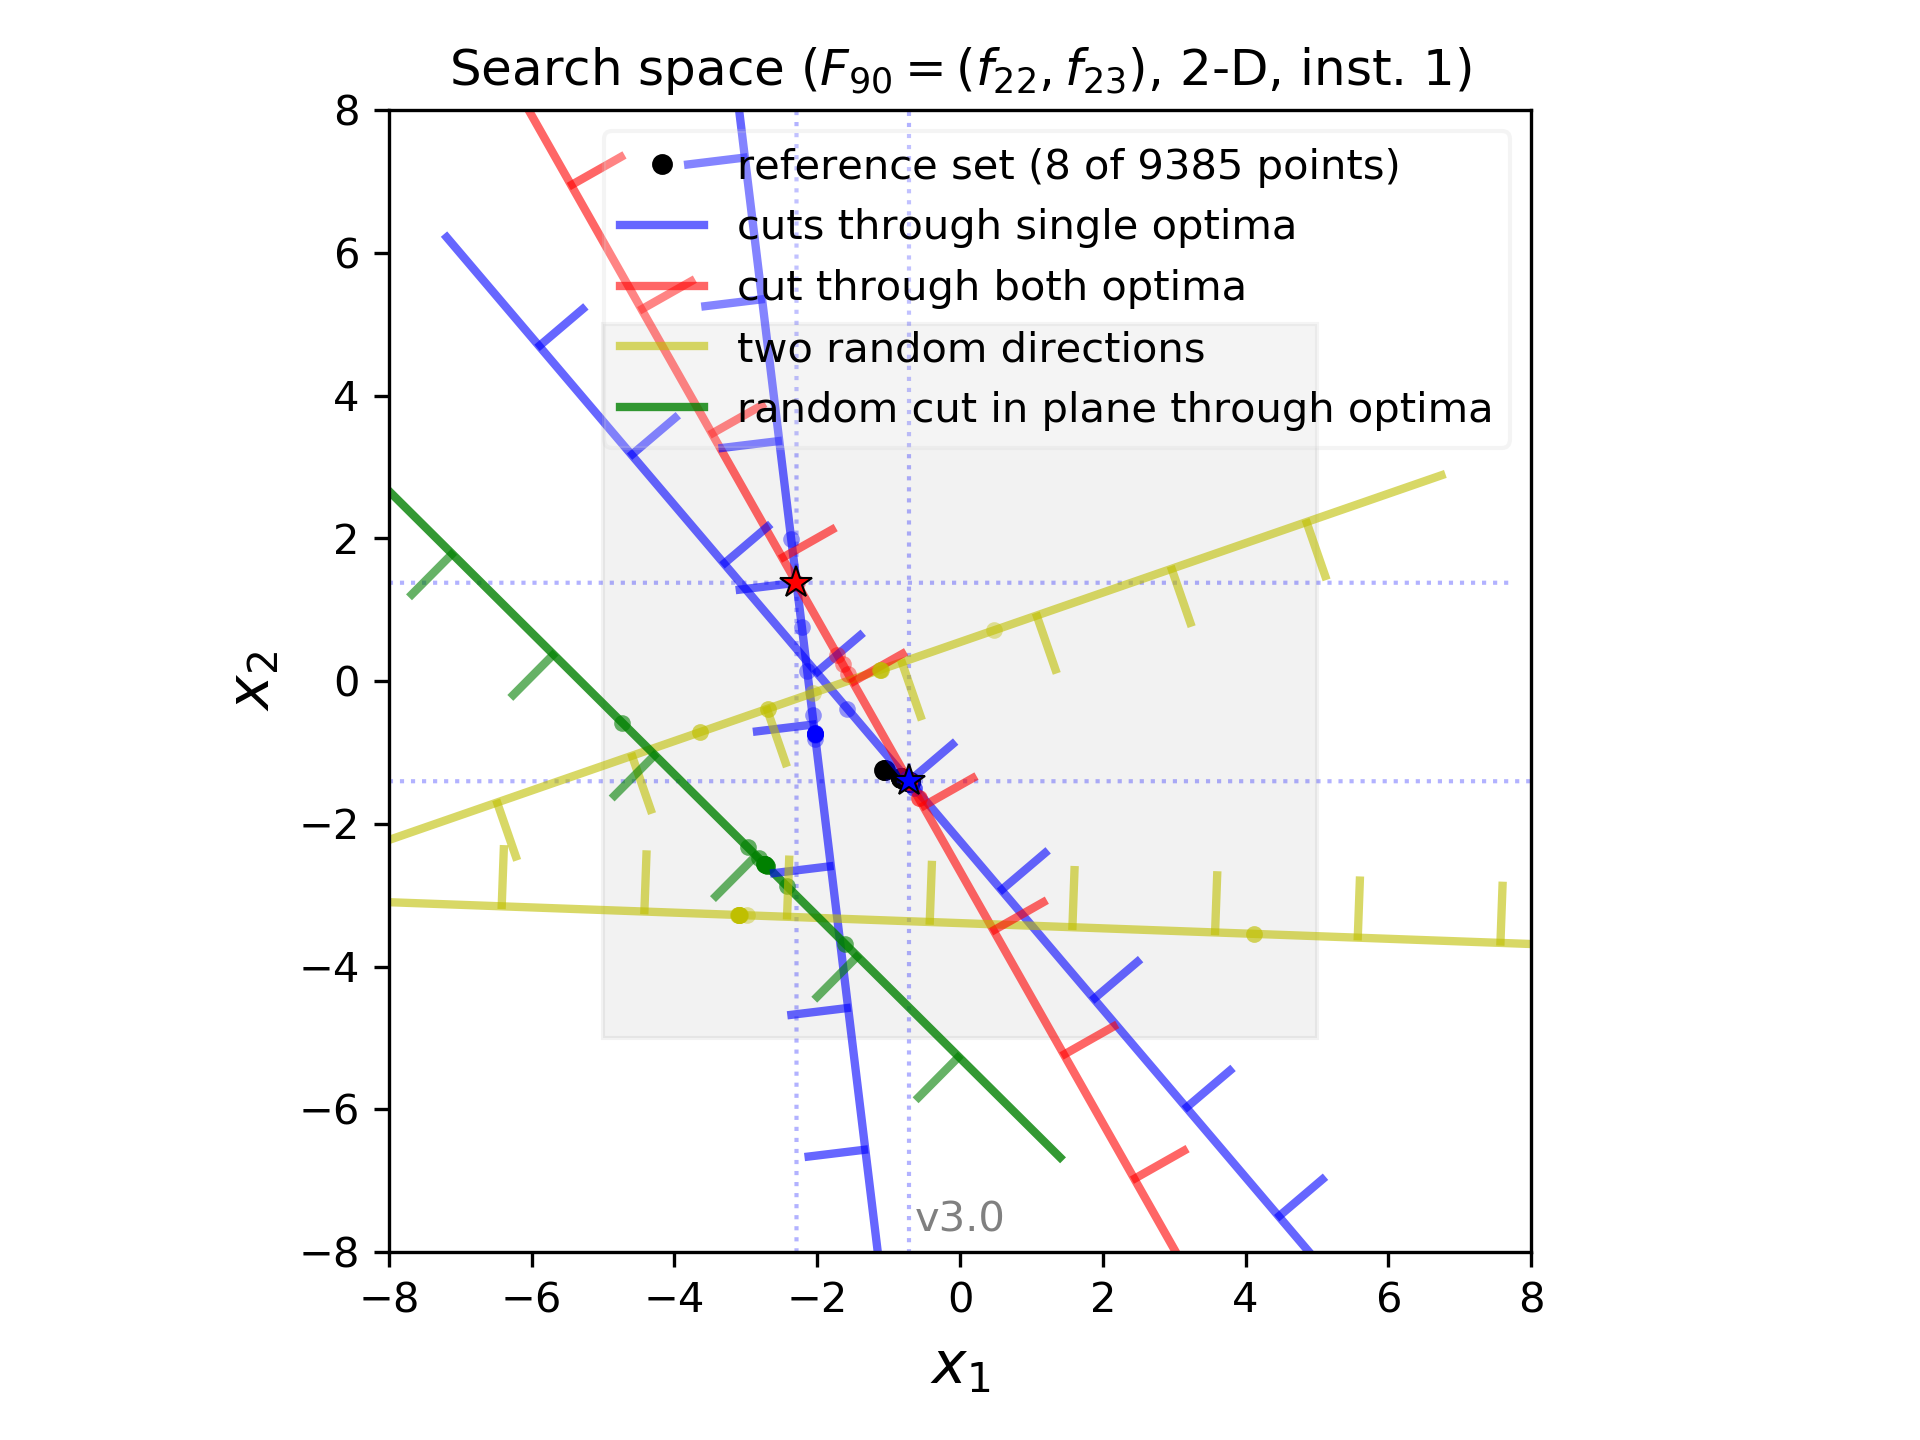 Search space (F90 = (f22, f23), 2-D, inst. 1)
reference set (8 of 9385 points)
cuts through single optima
cut through both optima
two random directions
random cut in plane through optima
8
6
4
2
0
−2
−4
−6
−8
x2
v3.0
−8 −6 −4 −2 0 2 4 6 8
x1